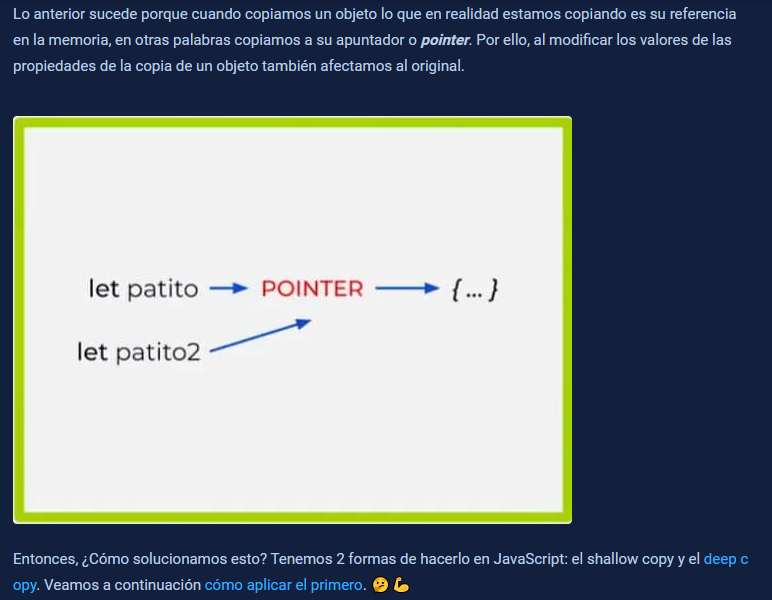 Lo anterior sucede porque cuando copiamos un objeto lo que en realidad estamos copiando es su referencia
en la memoria, en otras palabras copiamos a su apuntador o pointer. Por ello, al modificar los valores de las
propiedades de la copia de un objeto también afectamos al original.
let patito POINTER { ... }
let patito2
Entonces, ¿Cómo solucionamos esto? Tenemos 2 formas de hacerlo en JavaScript: el shallow copy y el deep c
opy. Veamos a continuación cómo aplicar el primero. 🤔 💪